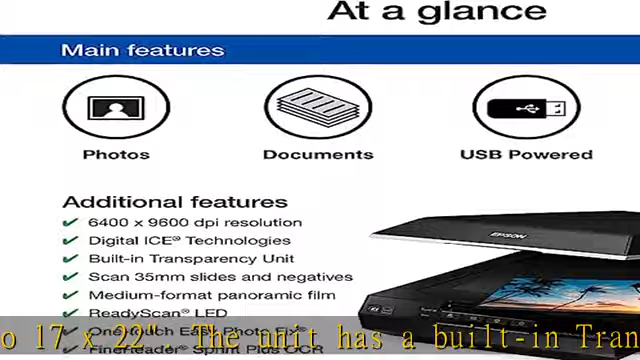 At a glance
Main features
Photos
Documents
USB Powered
Additional features
6400 x 9600 dpi resolution
Digital ICE® Technologies
Built-in Transparency Unit
Scan 35mm slides and negatives
Medium-format panoramic film
ReadyScan® LED
One-touch Easy Photo Fix®
FineReader® Sprint Plus OCR
EPSON
o 17 x 22". The unit has a built-in Tran